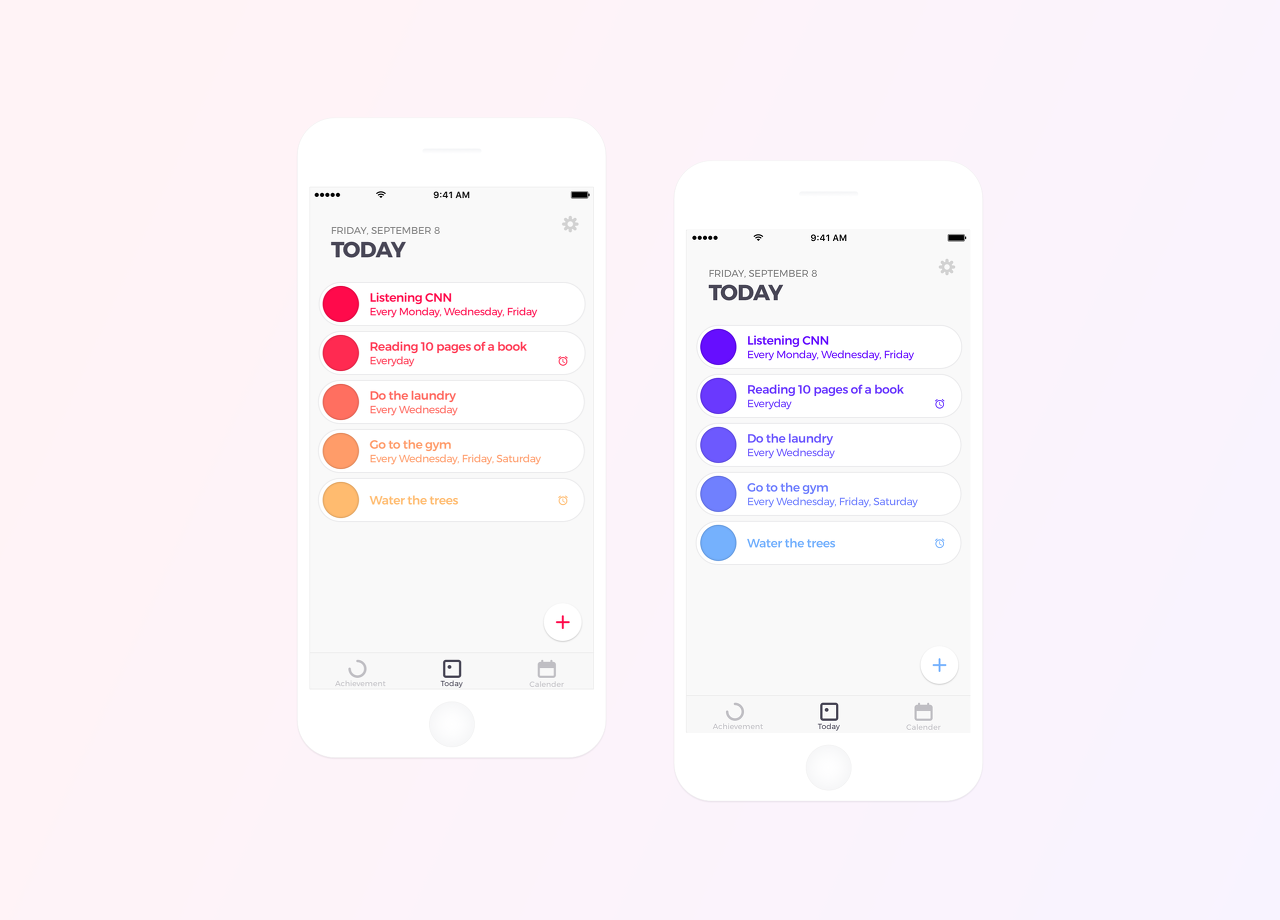 9:41 AM
FRIDAY, SEPTEMBER 8
TODAY
Listening CNN
Every Monday, Wednesday, Friday
Reading 10 pages of a book
Everyday
Do the laundry
Every Wednesday
Go to the gym
Every Wednesday, Friday, Saturday
Water the trees
Achievement
Today
Calender
9:41 AM
FRIDAY, SEPTEMBER 8
TODAY
Listening CNN
Every Monday, Wednesday, Friday
Reading 10 pages of a book
Everyday
Do the laundry
Every Wednesday
Go to the gym
Every Wednesday, Friday, Saturday
Water the trees
Achievement
Today
Calender